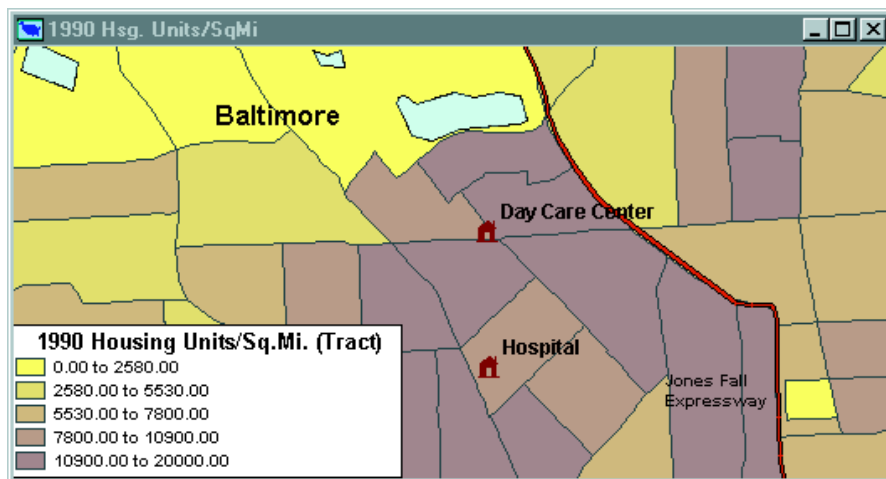 1990 Hsg. Units/SqMi
Baltimore
Day Care Center
Hospital
Jones Fall
Expressway
1990 Housing Units/Sq.Mi. (Tract)
0.00 to 2580.00
2580.00 to 5530.00
5530.00 to 7800.00
7800.00 to 10900.00
10900.00 to 20000.00